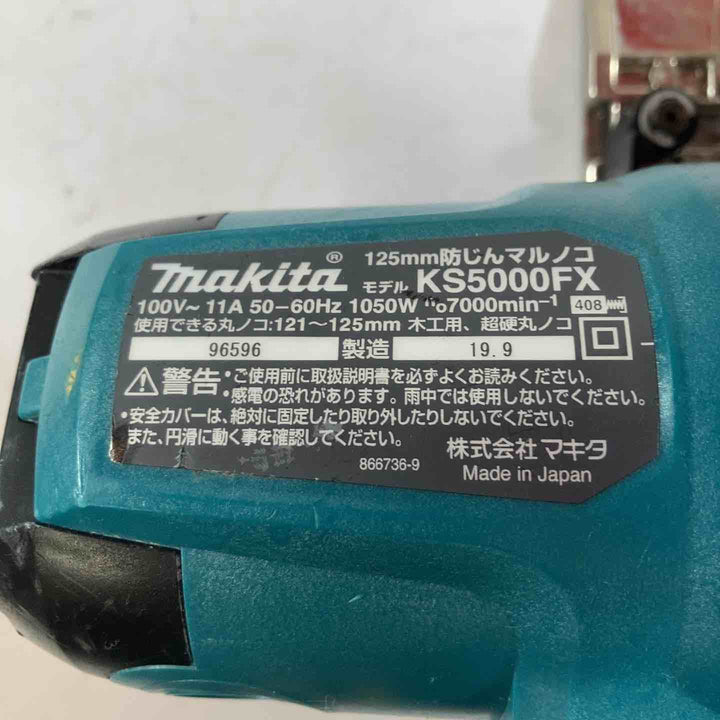 125mm防じんマルノコ
makita® モデル KS5000FX
100V～ 11A 50－60Hz 1050W no7000min⁻¹ 408
使用できる丸ノコ:121～125mm 木工用、超硬丸ノコ
96596 製造 19.9
警告・ご使用前に取扱説明書を必ずよくお読みください。
・感電の恐れがあります。雨中では使用しないでください。
・安全カバーは、絶対に固定したり取り外したりしないでください。
また、円滑に動く事を確認してください。
株式会社 マキタ
866736-9 Made in Japan